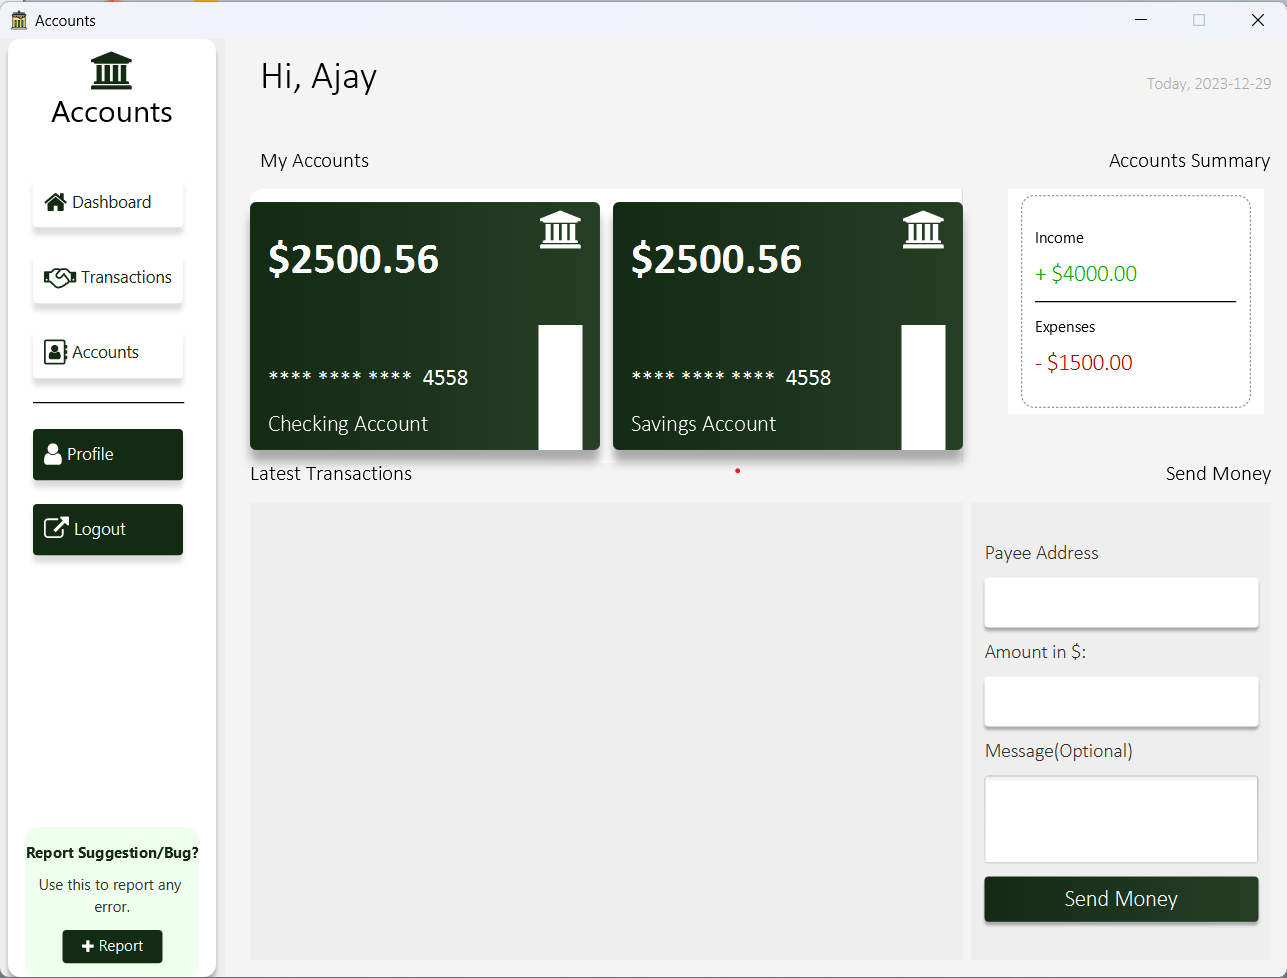 Accounts
Accounts
Dashboard
Transactions
Accounts
Profile
Logout
Report Suggestion/Bug?
Use this to report any
error.
Report
Hi, Ajay
Today, 2023-12-29
My Accounts
$2500.56
**** **** **** 4558
Checking Account
$2500.56
**** **** **** 4558
Savings Account
Accounts Summary
Income
+ $4000.00
Expenses
- $1500.00
Latest Transactions
Send Money
Payee Address
Amount in $:
Message(Optional)
Send Money